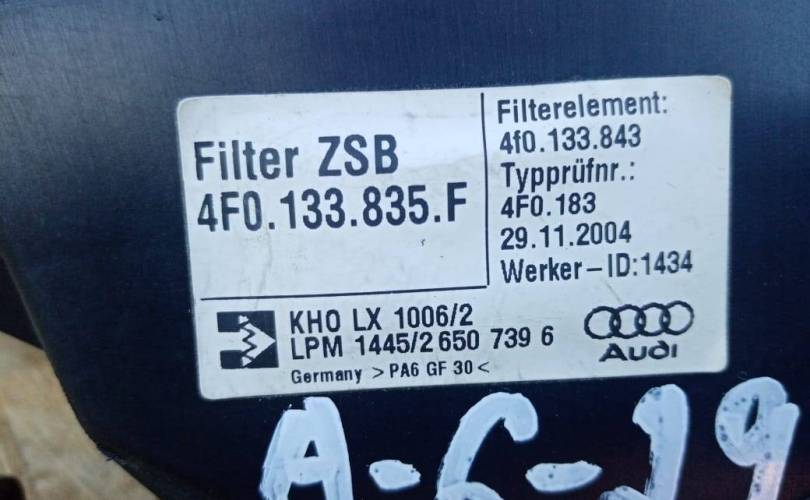 Filter ZSB
4F0.133.835.F
Filterelement:
4f0.133.843
Typprüfnr.:
4F0.183
29.11.2004
Werker-ID:1434
KHO LX 1006/2
LPM 1445/2 650 739 6
Germany >PA6 GF 30<
Audi
A-6-29